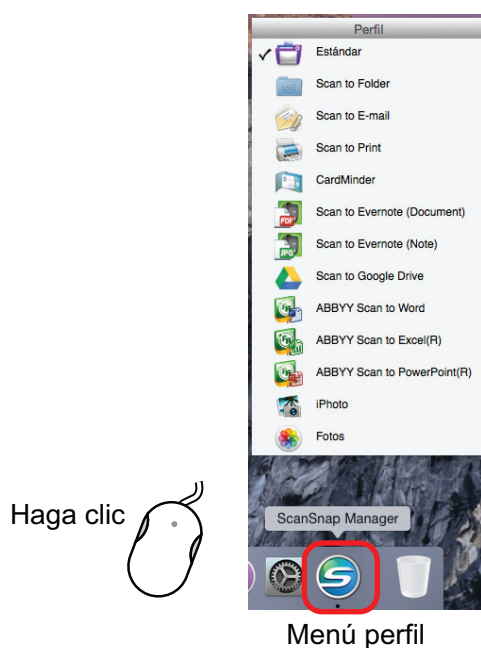 Perfil
Estándar
Scan to Folder
Scan to E-mail
Scan to Print
CardMinder
Scan to Evernote (Document)
Scan to Evernote (Note)
Scan to Google Drive
ABBYY Scan to Word
ABBYY Scan to Excel(R)
ABBYY Scan to PowerPoint(R)
iPhoto
Fotos
Haga clic
ScanSnap Manager
Menú perfil